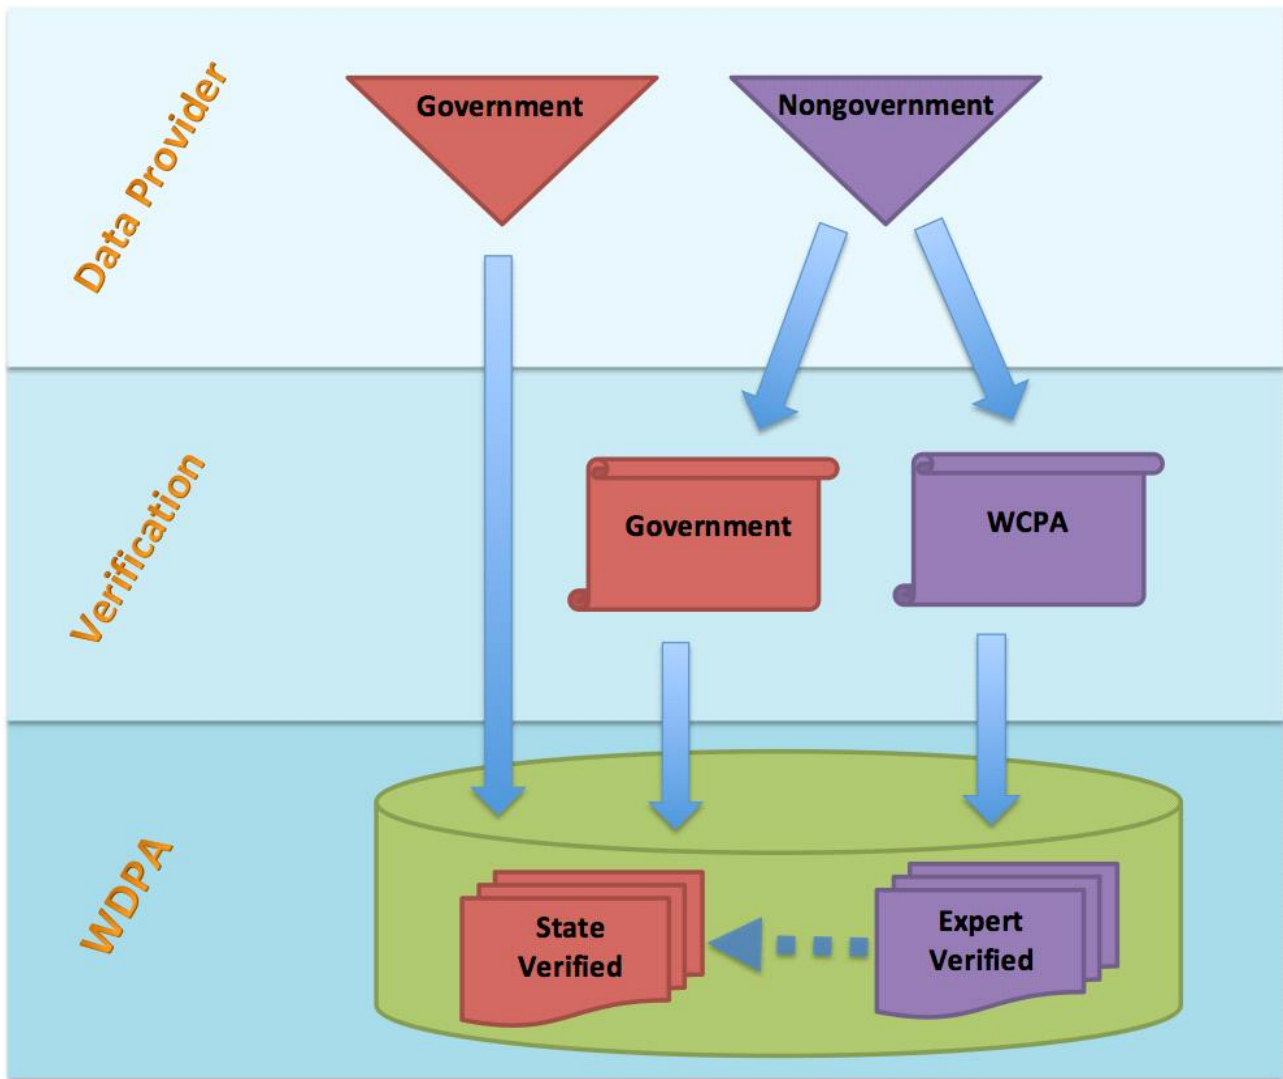 Data Provider
Government
Nongovernment
Verification
Government
WCPA
WDPA
State
Verified
Expert
Verified